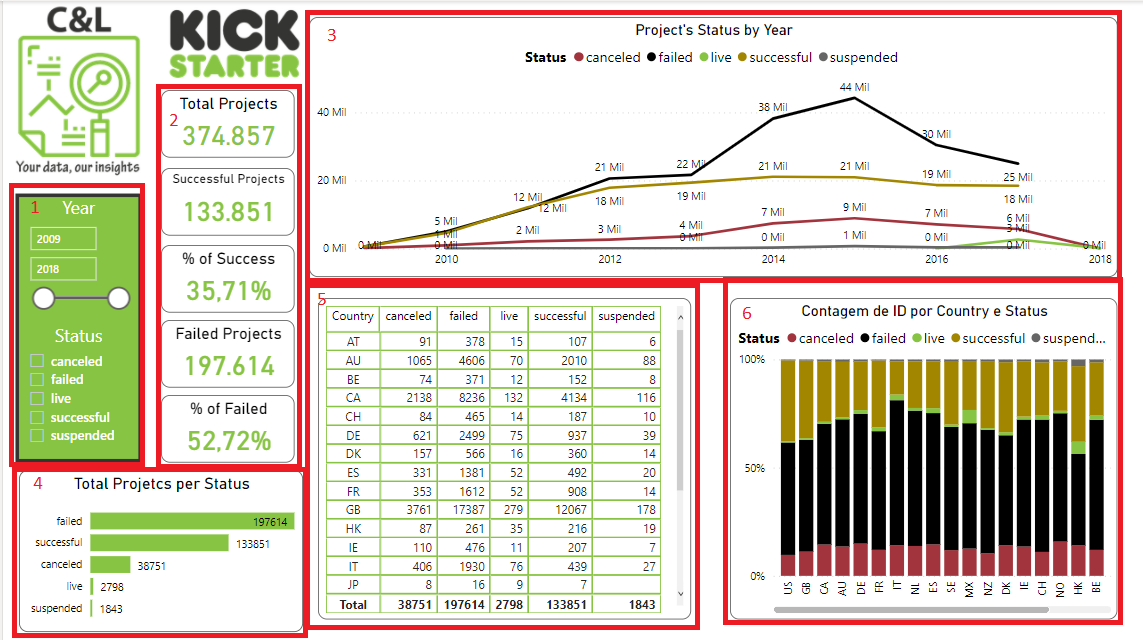 C&L
Your data, our insights
KICK
STARTER
1
Year
2009
2018
Status
canceled
failed
live
successful
suspended
2
Total Projects
374.857
Successful Projects
133.851
% of Success
35,71%
Failed Projects
197.614
% of Failed
52,72%
3
Project's Status by Year
Status canceled failed live successful suspended
40 Mil
20 Mil
0 Mil
44 Mil
38 Mil
30 Mil
21 Mil
22 Mil
21 Mil
21 Mil
19 Mil
25 Mil
12 Mil
12 Mil
18 Mil
19 Mil
18 Mil
5 Mil
4 Mil
2 Mil
3 Mil
4 Mil
7 Mil
9 Mil
7 Mil
6 Mil
3 Mil
0 Mil
0 Mil
0 Mil
0 Mil
1 Mil
0 Mil
0 Mil
0 Mil
2010 2012 2014 2016 2018
4
Total Projetcs per Status
failed 197614
successful 133851
canceled 38751
live 2798
suspended 1843
5
Country canceled failed live successful suspended
AT 91 378 15 107 6
AU 1065 4606 70 2010 88
BE 74 371 12 152 8
CA 2138 8236 132 4134 116
CH 84 465 14 187 10
DE 621 2499 75 937 39
DK 157 566 16 360 14
ES 331 1381 52 492 20
FR 353 1612 52 908 14
GB 3761 17387 279 12067 178
HK 87 261 35 216 19
IE 110 476 11 207 7
IT 406 1930 76 439 27
JP 8 16 9 7
Total 38751 197614 2798 133851 1843
6
Contagem de ID por Country e Status
Status canceled failed live successful suspend...
100%
50%
0%
US GB CA AU DE FR IT NL ES SE MX NZ DK IE CH NO HK BE